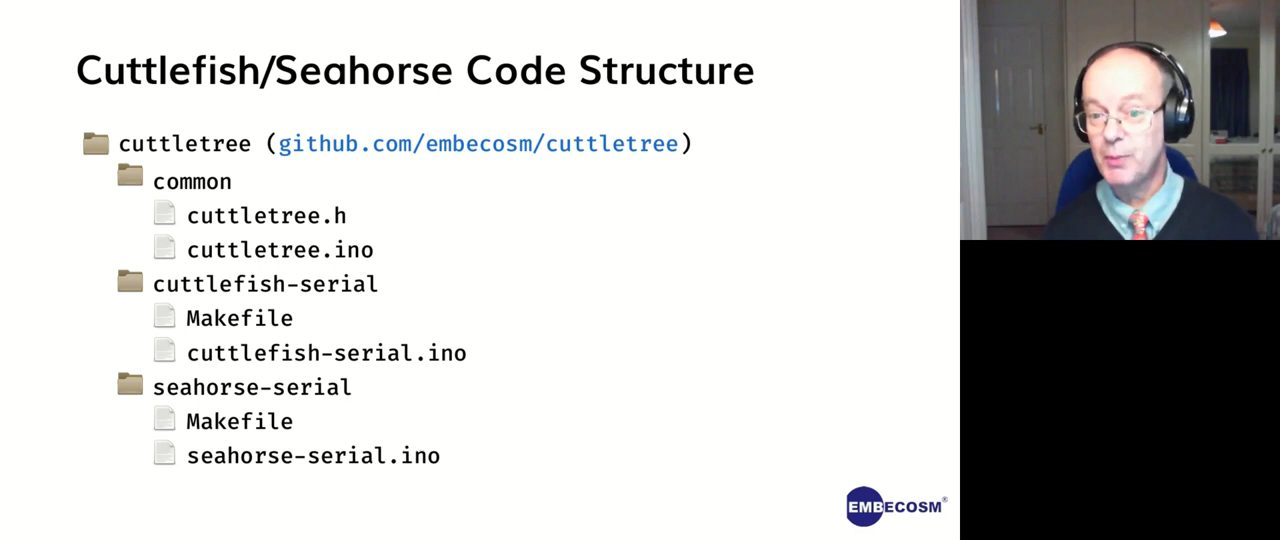 Cuttlefish/Seahorse Code Structure
cuttletree (github.com/embecosm/cuttletree)
common
cuttletree.h
cuttletree.ino
cuttlefish-serial
Makefile
cuttlefish-serial.ino
seahorse-serial
Makefile
seahorse-serial.ino
EMBECOSM®